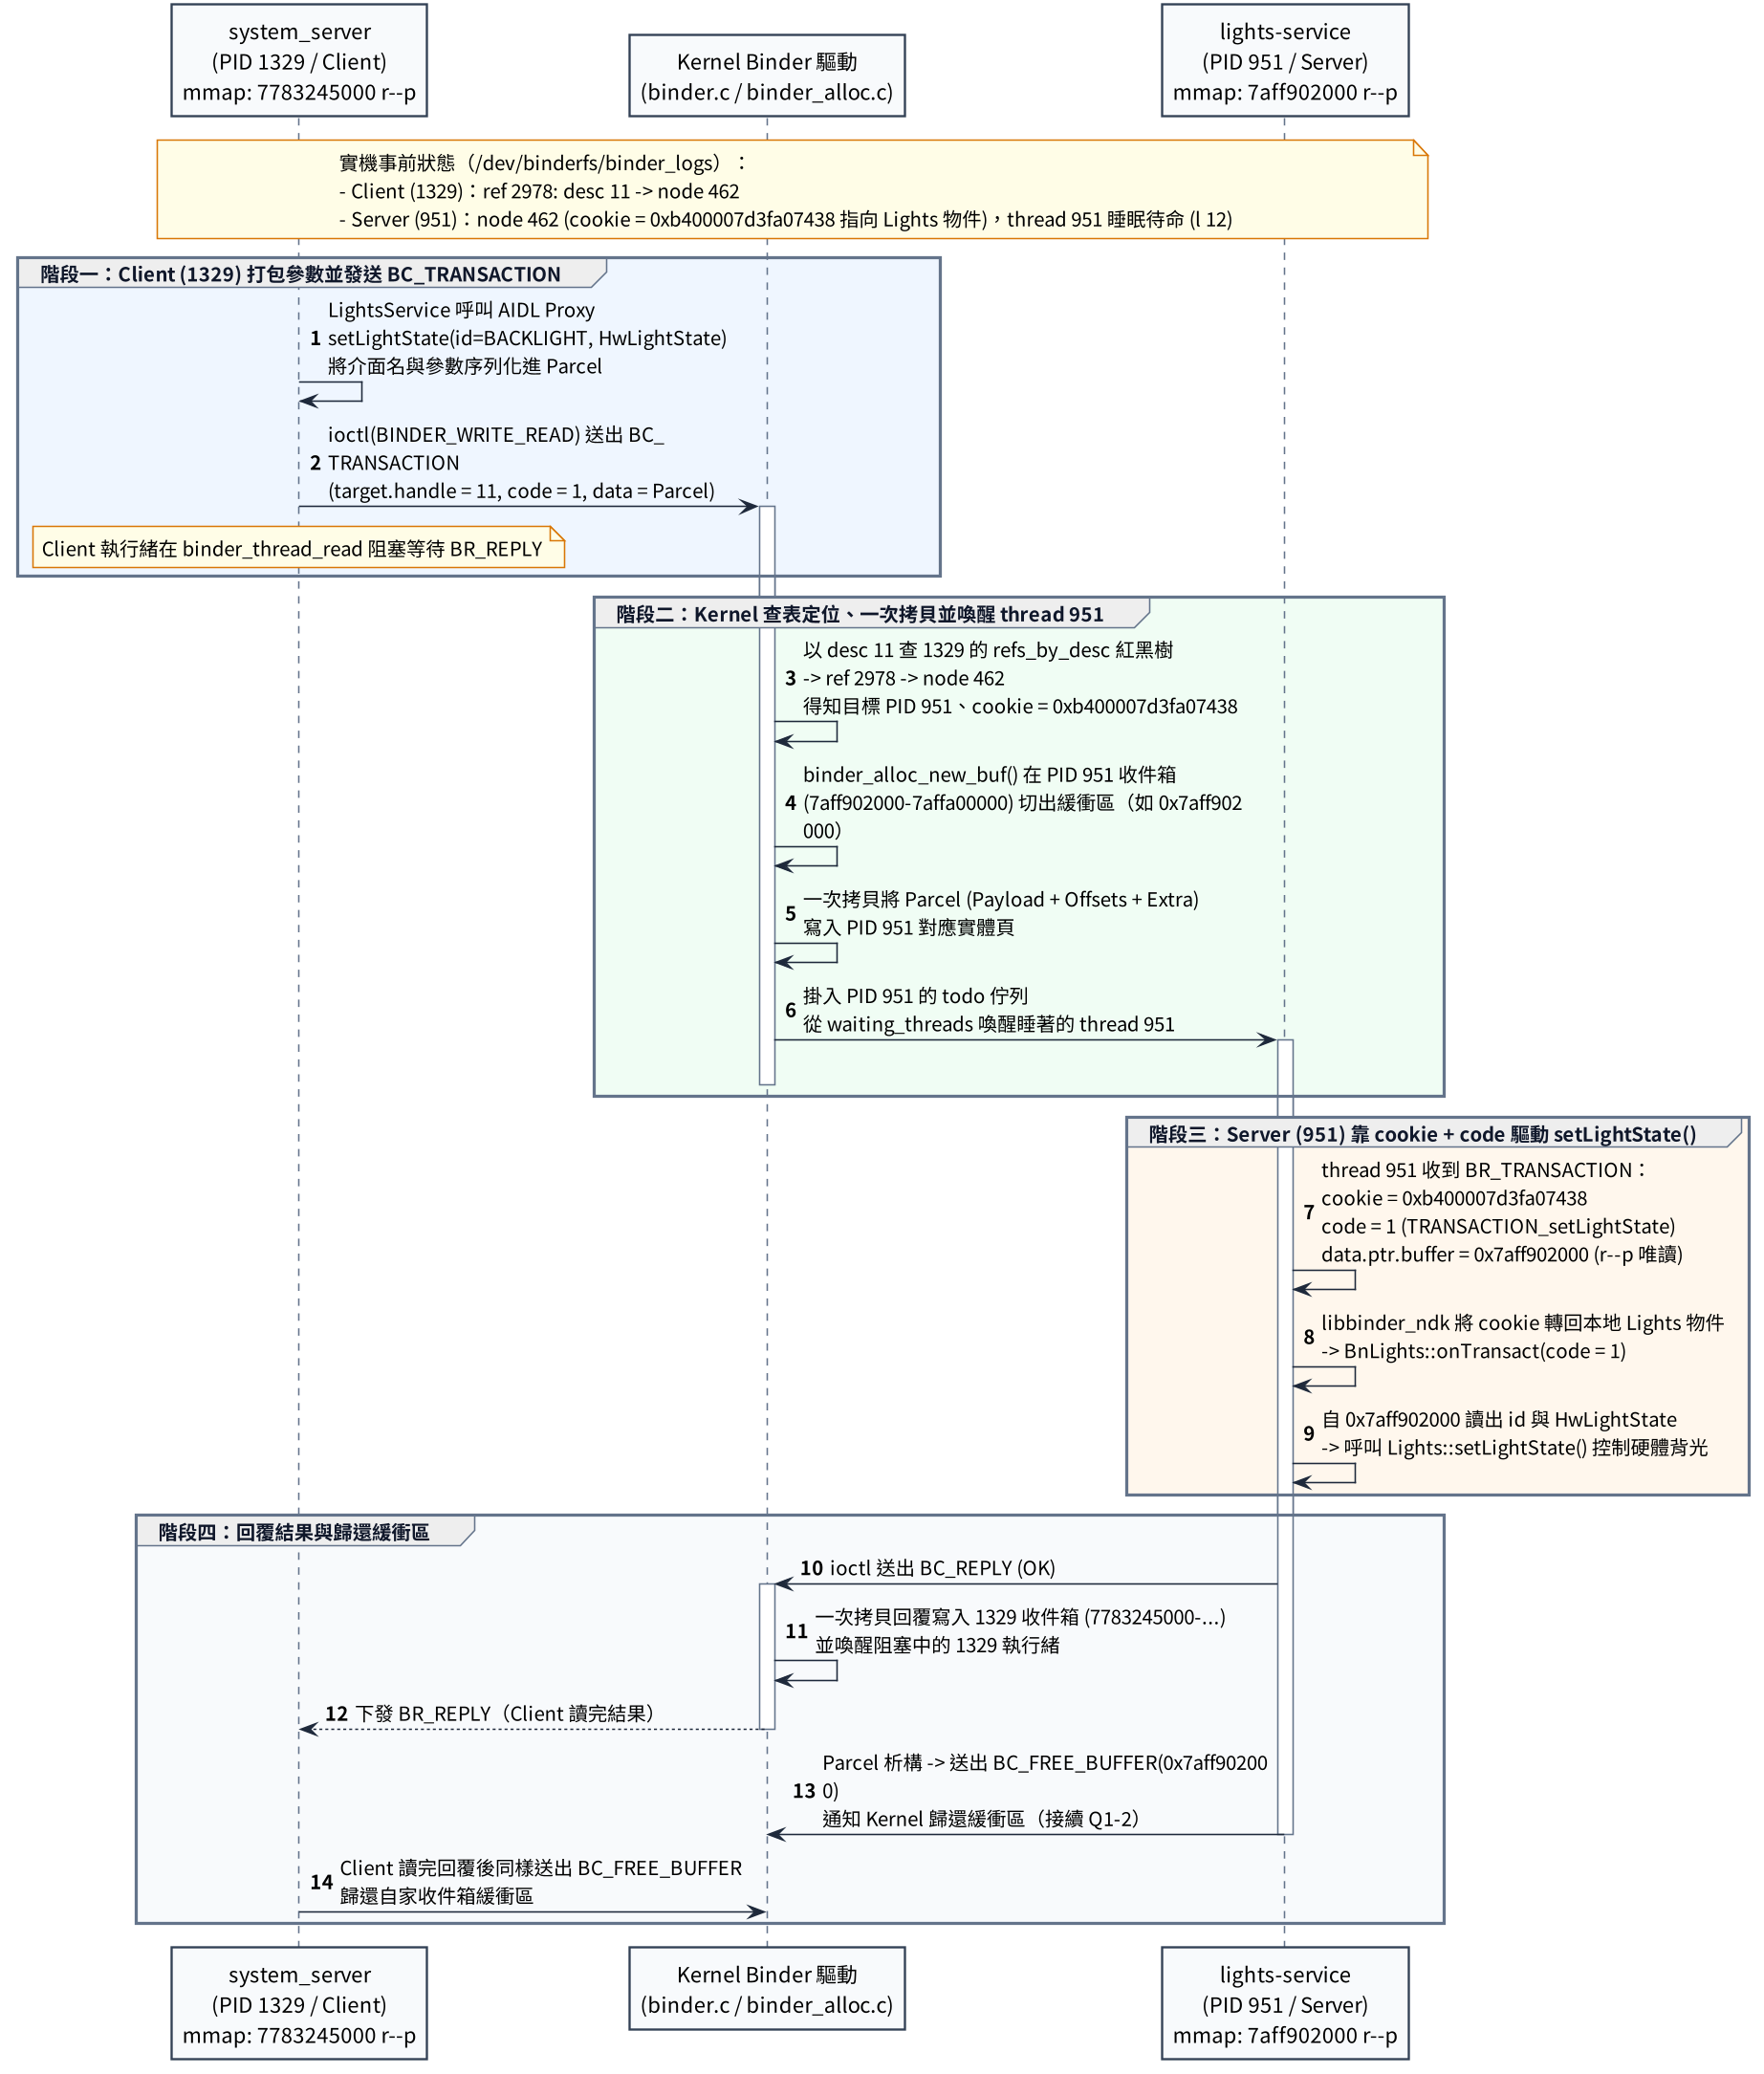 system_server
(PID 1329 / Client)
mmap: 7783245000 r--p
Kernel Binder 驅動
(binder.c / binder_alloc.c)
lights-service
(PID 951 / Server)
mmap: 7aff902000 r--p
實機事前狀態（/dev/binderfs/binder_logs）：
- Client (1329)：ref 2978: desc 11 -> node 462
- Server (951)：node 462 (cookie = 0xb400007d3fa07438 指向 Lights 物件)，thread 951 睡眠待命 (l 12)
階段一：Client (1329) 打包參數並發送 BC_TRANSACTION
LightsService 呼叫 AIDL Proxy
1 setLightState(id=BACKLIGHT, HwLightState)
將介面名與參數序列化進 Parcel
ioctl(BINDER_WRITE_READ) 送出 BC_
2 TRANSACTION
(target.handle = 11, code = 1, data = Parcel)
Client 執行緒在 binder_thread_read 阻塞等待 BR_REPLY
階段二：Kernel 查表定位、一次拷貝並喚醒 thread 951
以 desc 11 查 1329 的 refs_by_desc 紅黑樹
3 -> ref 2978 -> node 462
得知目標 PID 951、cookie = 0xb400007d3fa07438
binder_alloc_new_buf() 在 PID 951 收件箱
4 (7aff902000-7affa00000) 切出緩衝區（如 0x7aff902
000）
5 一次拷貝將 Parcel (Payload + Offsets + Extra)
寫入 PID 951 對應實體頁
6 掛入 PID 951 的 todo 佇列
從 waiting_threads 喚醒睡著的 thread 951
階段三：Server (951) 靠 cookie + code 驅動 setLightState()
thread 951 收到 BR_TRANSACTION：
7 cookie = 0xb400007d3fa07438
code = 1 (TRANSACTION_setLightState)
data.ptr.buffer = 0x7aff902000 (r--p 唯讀)
8 libbinder_ndk 將 cookie 轉回本地 Lights 物件
-> BnLights::onTransact(code = 1)
9 自 0x7aff902000 讀出 id 與 HwLightState
-> 呼叫 Lights::setLightState() 控制硬體背光
階段四：回覆結果與歸還緩衝區
10 ioctl 送出 BC_REPLY (OK)
11 一次拷貝回覆寫入 1329 收件箱 (7783245000-...)
並喚醒阻塞中的 1329 執行緒
12 下發 BR_REPLY（Client 讀完結果）
Parcel 析構 -> 送出 BC_FREE_BUFFER(0x7aff90200
13 0)
通知 Kernel 歸還緩衝區（接續 Q1-2）
14 Client 讀完回覆後同樣送出 BC_FREE_BUFFER
歸還自家收件箱緩衝區
system_server
(PID 1329 / Client)
mmap: 7783245000 r--p
Kernel Binder 驅動
(binder.c / binder_alloc.c)
lights-service
(PID 951 / Server)
mmap: 7aff902000 r--p